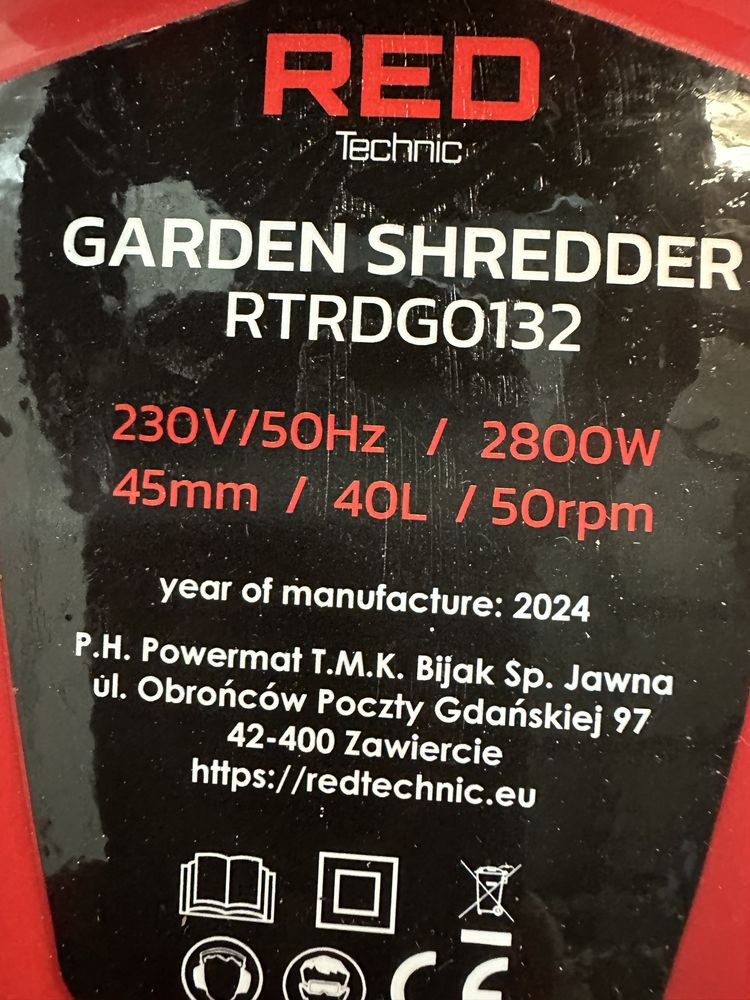 RED
Technic
GARDEN SHREDDER
RTRDGO132
230V/50Hz / 2800W
45mm / 40L / 50rpm
year of manufacture: 2024
P.H. Powermat T.M.K. Bijak Sp. Jawna
ul. Obrońców Poczty Gdańskiej 97
42-400 Zawiercie
https://redtechnic.eu
CE